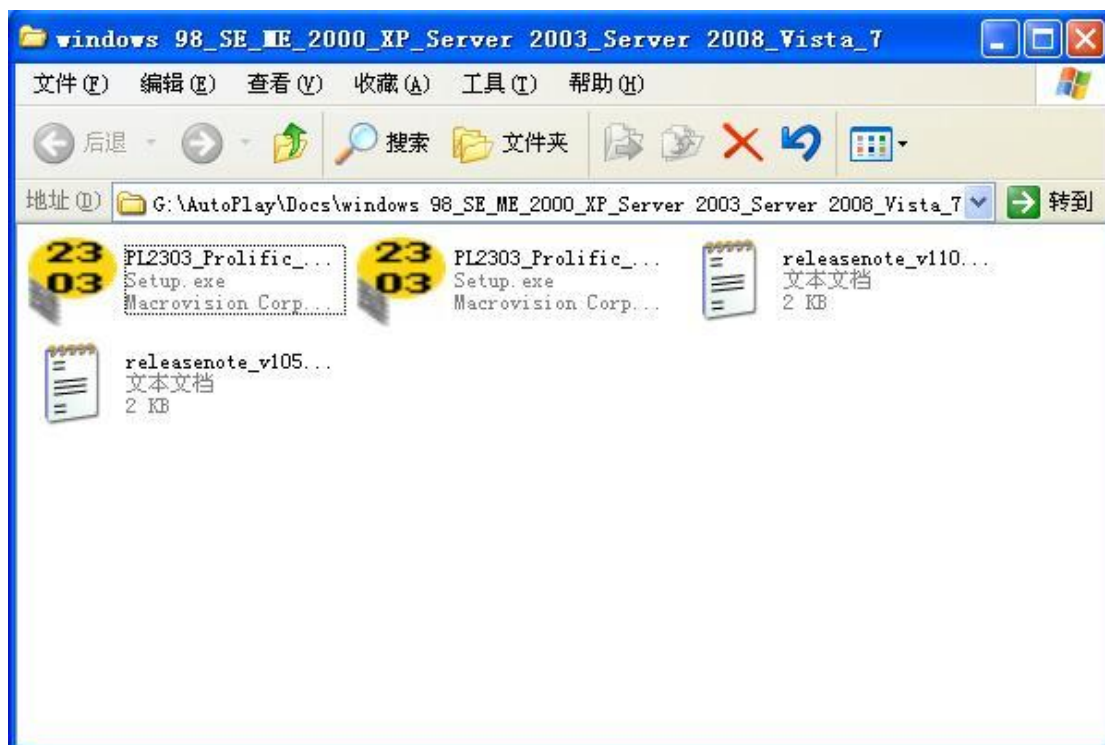 windows 98_SE_ME_2000_XP_Server 2003_Server 2008_Vista_7
文件(F) 编辑(E) 查看(V) 收藏(A) 工具(T) 帮助(H)
后退 搜索 文件夹
地址(D) G:\AutoPlay\Docs\windows 98_SE_ME_2000_XP_Server 2003_Server 2008_Vista_7 转到
23
03
PL2303_Prolific_...
Setup.exe
Macrovision Corp...
23
03
PL2303_Prolific_...
Setup.exe
Macrovision Corp...
releasenote_v110...
文本文档
2 KB
releasenote_v105...
文本文档
2 KB